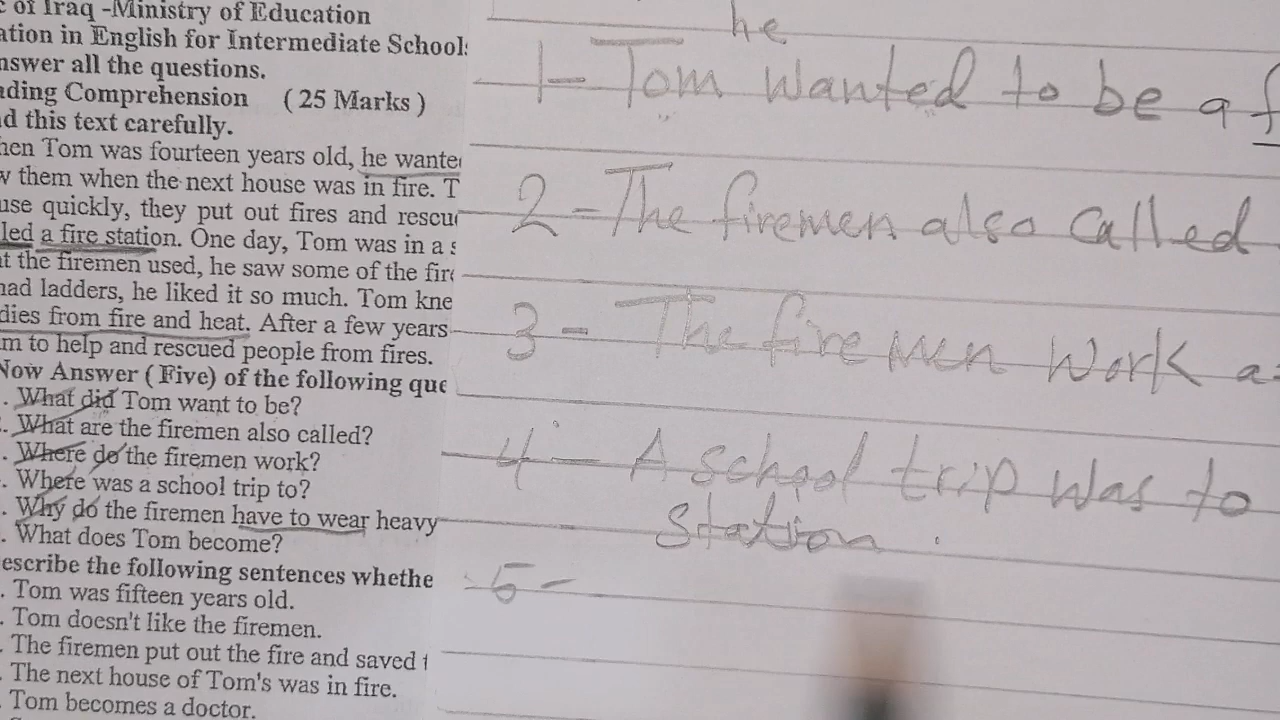 of Iraq -Ministry of Education
ation in English for Intermediate School
nswer all the questions.
ading Comprehension ( 25 Marks )
d this text carefully.
hen Tom was fourteen years old, he wante
w them when the next house was in fire. T
use quickly, they put out fires and rescu
led a fire station. One day, Tom was in a s
at the firemen used, he saw some of the fire
had ladders, he liked it so much. Tom kne
dies from fire and heat. After a few years
m to help and rescued people from fires.
Now Answer ( Five) of the following que
. What did Tom want to be?
. What are the firemen also called?
. Where do the firemen work?
. Where was a school trip to?
. Why do the firemen have to wear heavy
. What does Tom become?
escribe the following sentences whethe
. Tom was fifteen years old.
. Tom doesn't like the firemen.
. The firemen put out the fire and saved t
. The next house of Tom's was in fire.
. Tom becomes a doctor.
he
1- Tom wanted to be a f
2 - The firemen also called
3 - The firemen work a
4 - A school trip was to
station .
5 -